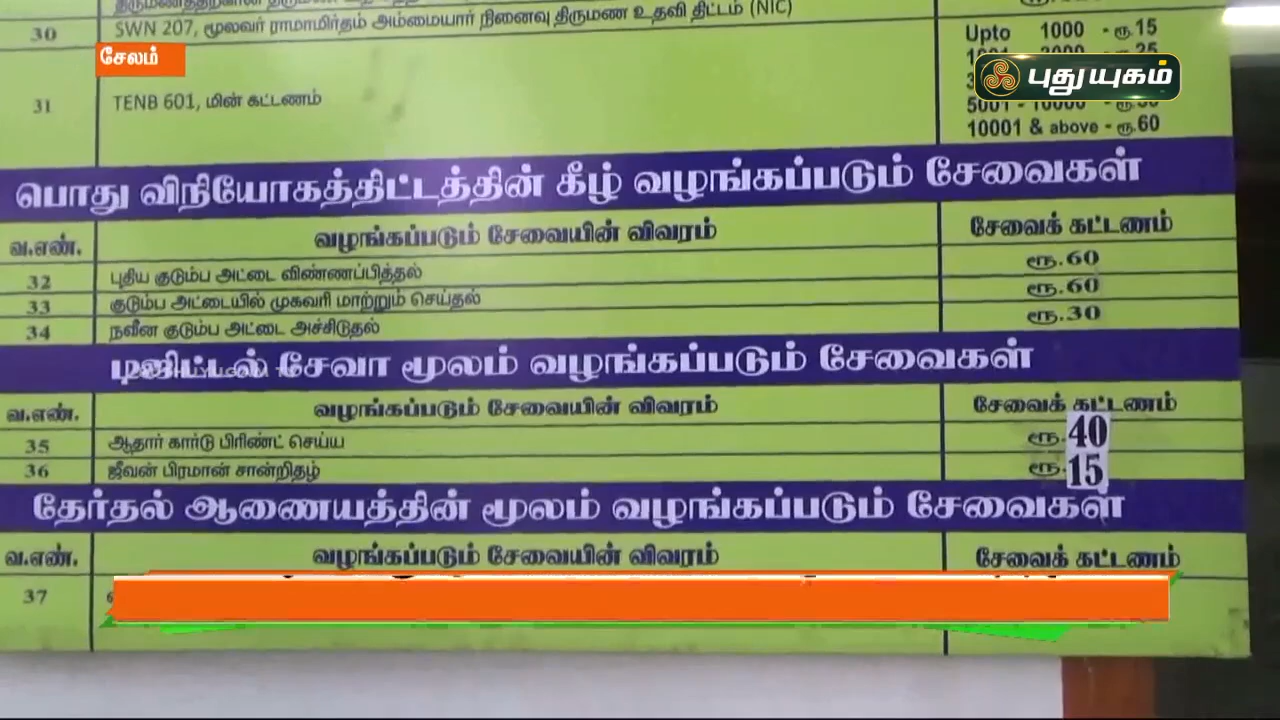 30 SWN 207, மூவலர் ராமாமிர்தம் அம்மையார் நினைவு திருமண உதவி திட்டம் (NIC)
சேலம்
Upto 1000 - ரூ.15
புதுயுகம்
31 TENB 601, மின் கட்டணம்
5001 - 10000
10001 & above - ரூ.60
பொது விநியோகத்திட்டத்தின் கீழ் வழங்கப்படும் சேவைகள்
வ.எண். வழங்கப்படும் சேவையின் விவரம் சேவைக் கட்டணம்
32 புதிய குடும்ப அட்டை விண்ணப்பித்தல் ரூ.60
33 குடும்ப அட்டையில் முகவரி மாற்றும் செய்தல் ரூ.60
34 நவீன குடும்ப அட்டை அச்சிடுதல் ரூ.30
டிஜிட்டல் சேவா மூலம் வழங்கப்படும் சேவைகள்
வ.எண். வழங்கப்படும் சேவையின் விவரம் சேவைக் கட்டணம்
35 ஆதார் கார்டு பிரிண்ட் செய்ய ரூ.40
36 ஜீவன் பிரமான் சான்றிதழ் ரூ.15
தேர்தல் ஆணையத்தின் மூலம் வழங்கப்படும் சேவைகள்
வ.எண். வழங்கப்படும் சேவையின் விவரம் சேவைக் கட்டணம்
37